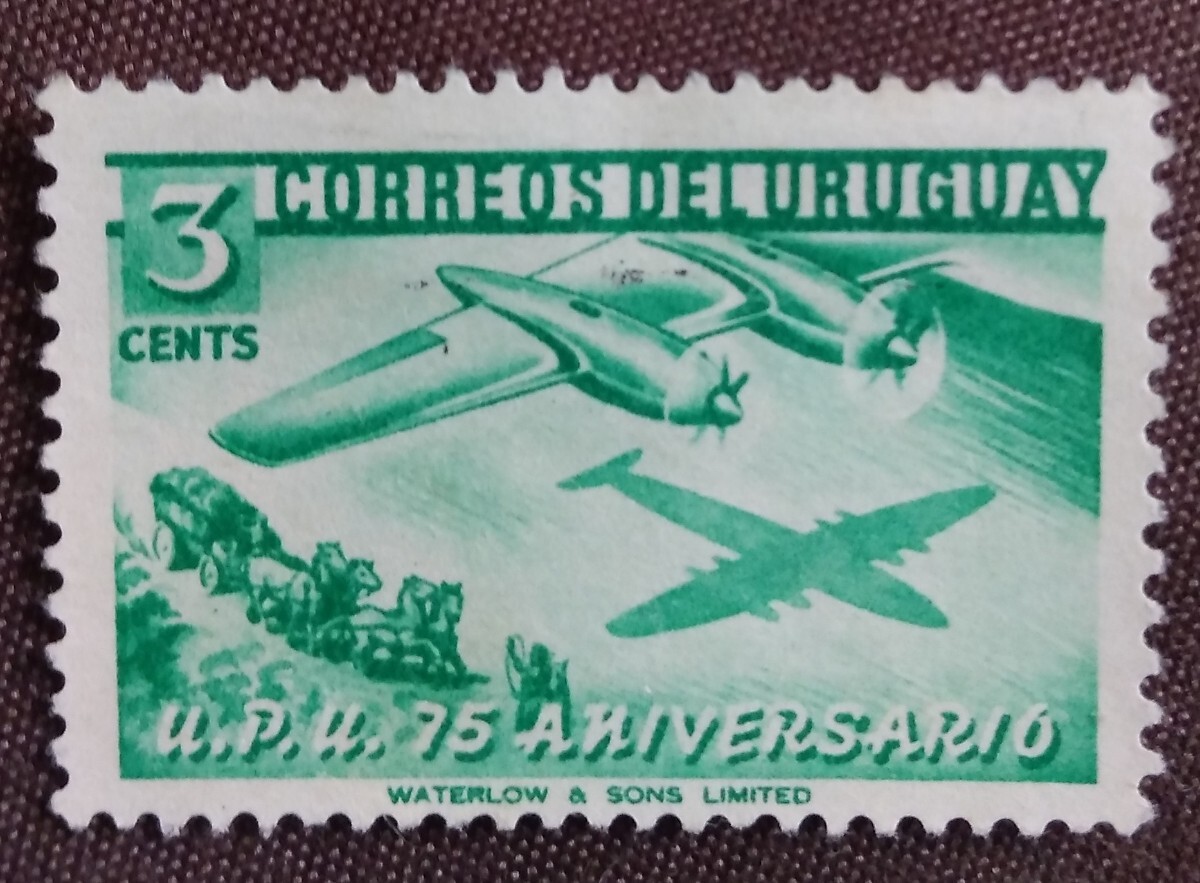 3 CORREOS DEL URUGUAY
CENTS
U.P.U. 75 ANIVERSARIO
WATERLOW & SONS LIMITED